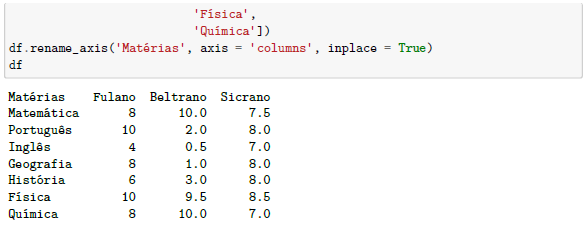 'Física',
'Química'])
df.rename_axis('Matérias', axis = 'columns', inplace = True)
df
Matérias Fulano Beltrano Sicrano
Matemática 8 10.0 7.5
Português 10 2.0 8.0
Inglês 4 0.5 7.0
Geografia 8 1.0 8.0
História 6 3.0 8.0
Física 10 9.5 8.5
Química 8 10.0 7.0